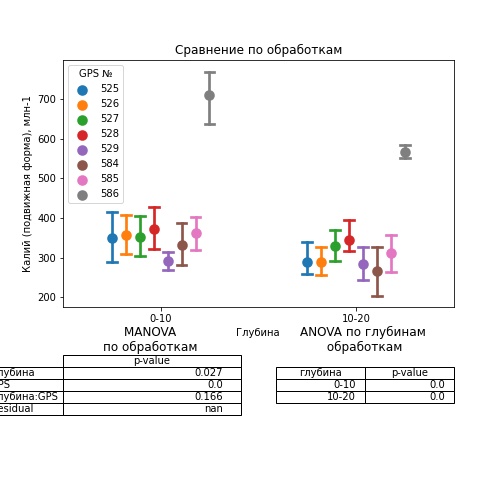 Сравнение по обработкам
Калий (подвижная форма), млн-1
700
600
500
400
300
200
GPS №
525
526
527
528
529
584
585
586
0-10
10-20
Глубина
MANOVA
по обработкам
p-value
лубина 0.027
PS 0.0
лубина:GPS 0.166
esidual nan
ANOVA по глубинам
обработкам
глубина p-value
0-10 0.0
10-20 0.0